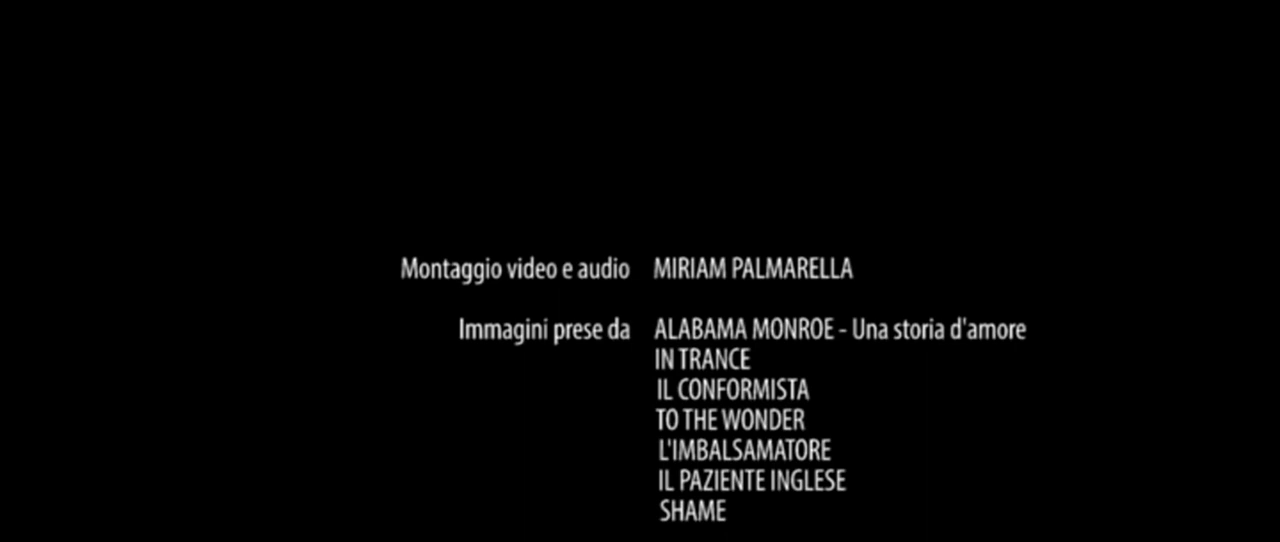 Montaggio video e audio MIRIAM PALMARELLA
Immagini prese da ALABAMA MONROE - Una storia d'amore
IN TRANCE
IL CONFORMISTA
TO THE WONDER
L'IMBALSAMATORE
IL PAZIENTE INGLESE
SHAME